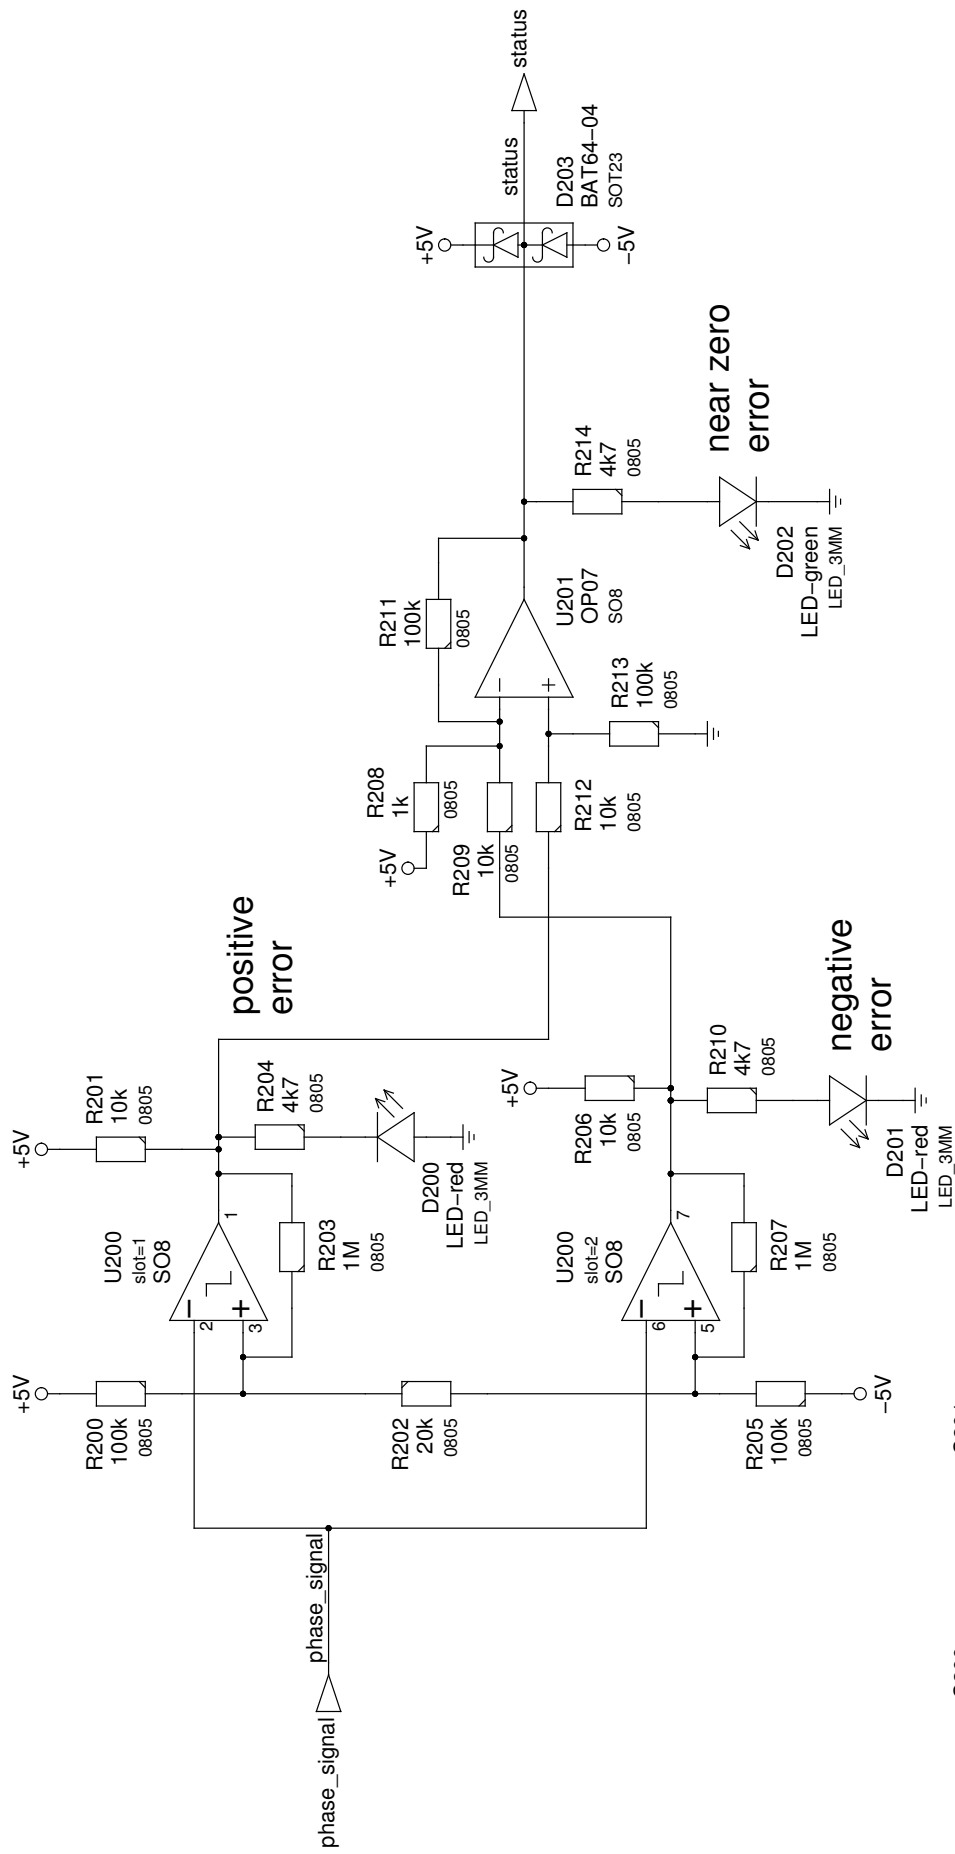 phase_signal
phase_signal
+5V
R200
100k
0805
R202
20k
0805
R205
100k
0805
-5V
U200
slot=1
SO8
2
3
1
−
+
R203
1M
0805
U200
slot=2
SO8
6
5
7
−
+
R207
1M
0805
+5V
R201
10k
0805
R204
4k7
0805
D200
LED-red
LED_3MM
+5V
R206
10k
0805
R210
4k7
0805
D201
LED-red
LED_3MM
positive
error
negative
error
+5V
R208
1k
0805
R209
10k
0805
R212
10k
0805
R211
100k
0805
R213
100k
0805
−
+
U201
OP07
SO8
R214
4k7
0805
D202
LED-green
LED_3MM
near zero
error
+5V
-5V
D203
BAT64-04
SOT23
status
status